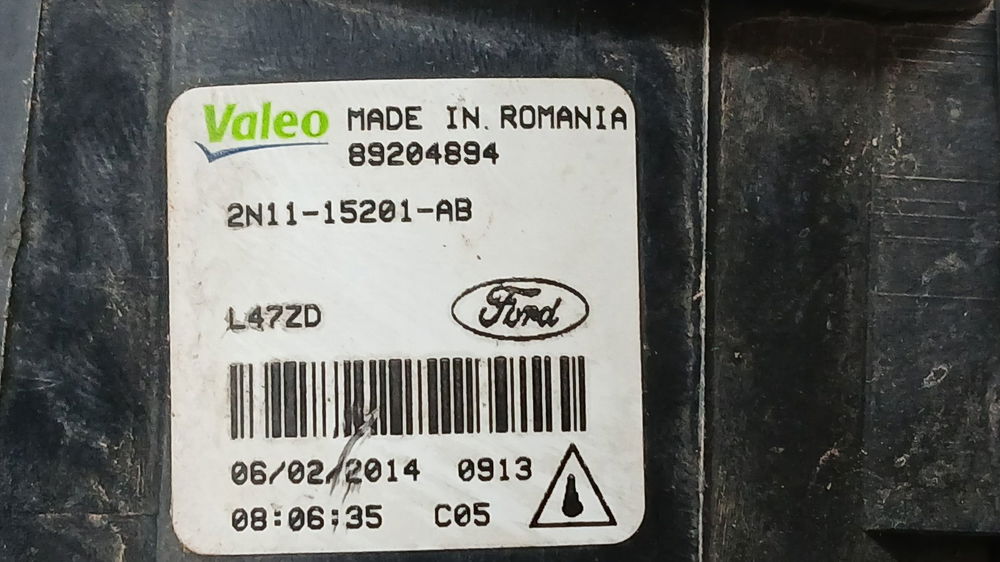 Valeo MADE IN ROMANIA
89204894
2N11-15201-AB
L47ZD
Ford
06/02/2014 0913
08:06:35 C05